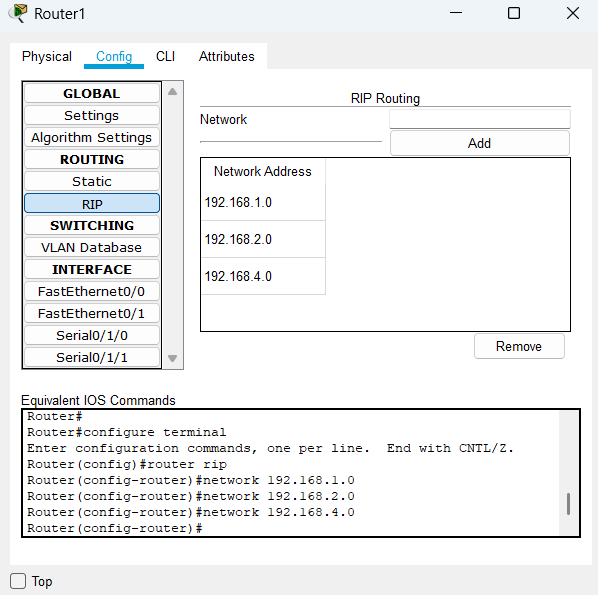 Router1
Physical Config CLI Attributes
GLOBAL
Settings
Algorithm Settings
ROUTING
Static
RIP
SWITCHING
VLAN Database
INTERFACE
FastEthernet0/0
FastEthernet0/1
Serial0/1/0
Serial0/1/1
RIP Routing
Network
Add
Network Address
192.168.1.0
192.168.2.0
192.168.4.0
Remove
Equivalent IOS Commands
Router#
Router#configure terminal
Enter configuration commands, one per line.  End with CNTL/Z.
Router(config)#router rip
Router(config-router)#network 192.168.1.0
Router(config-router)#network 192.168.2.0
Router(config-router)#network 192.168.4.0
Router(config-router)#
Top